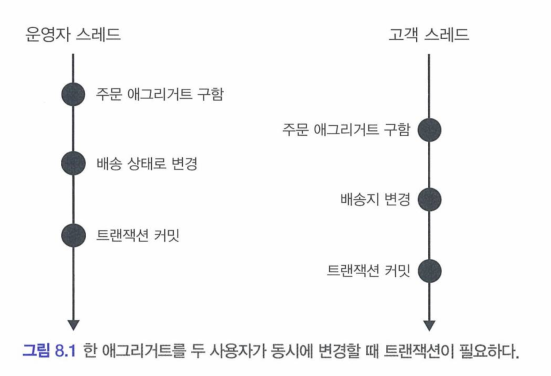 운영자 스레드
고객 스레드
주문 애그리거트 구함
주문 애그리거트 구함
배송 상태로 변경
배송지 변경
트랜잭션 커밋
트랜잭션 커밋
그림 8.1 한 애그리거트를 두 사용자가 동시에 변경할 때 트랜잭션이 필요하다.